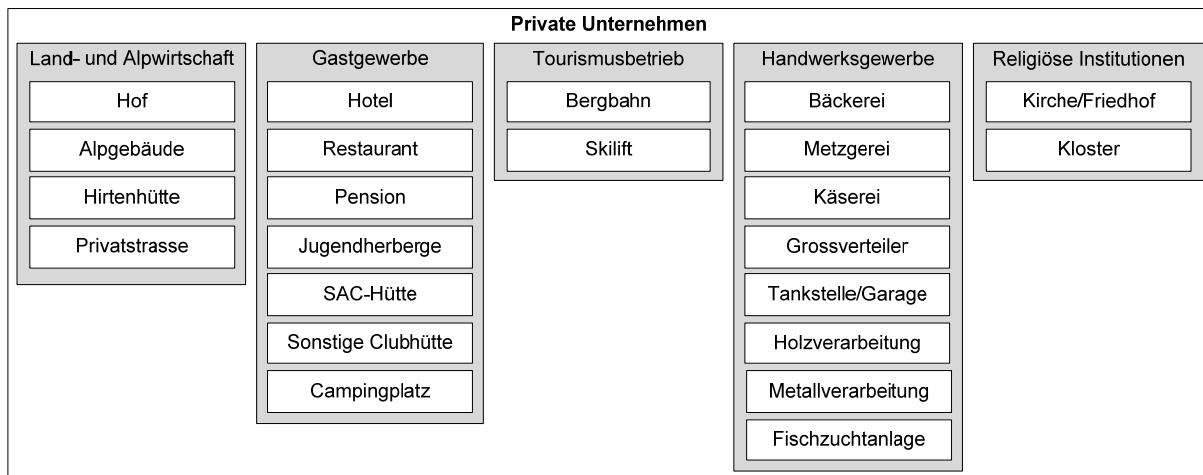 Private Unternehmen
Land- und Alpwirtschaft
Hof
Alpgebäude
Hirtenhütte
Privatstrasse
Gastgewerbe
Hotel
Restaurant
Pension
Jugendherberge
SAC-Hütte
Sonstige Clubhütte
Campingplatz
Tourismusbetrieb
Bergbahn
Skilift
Handwerksgewerbe
Bäckerei
Metzgerei
Käserei
Grossverteiler
Tankstelle/Garage
Holzverarbeitung
Metallverarbeitung
Fischzuchtanlage
Religiöse Institutionen
Kirche/Friedhof
Kloster